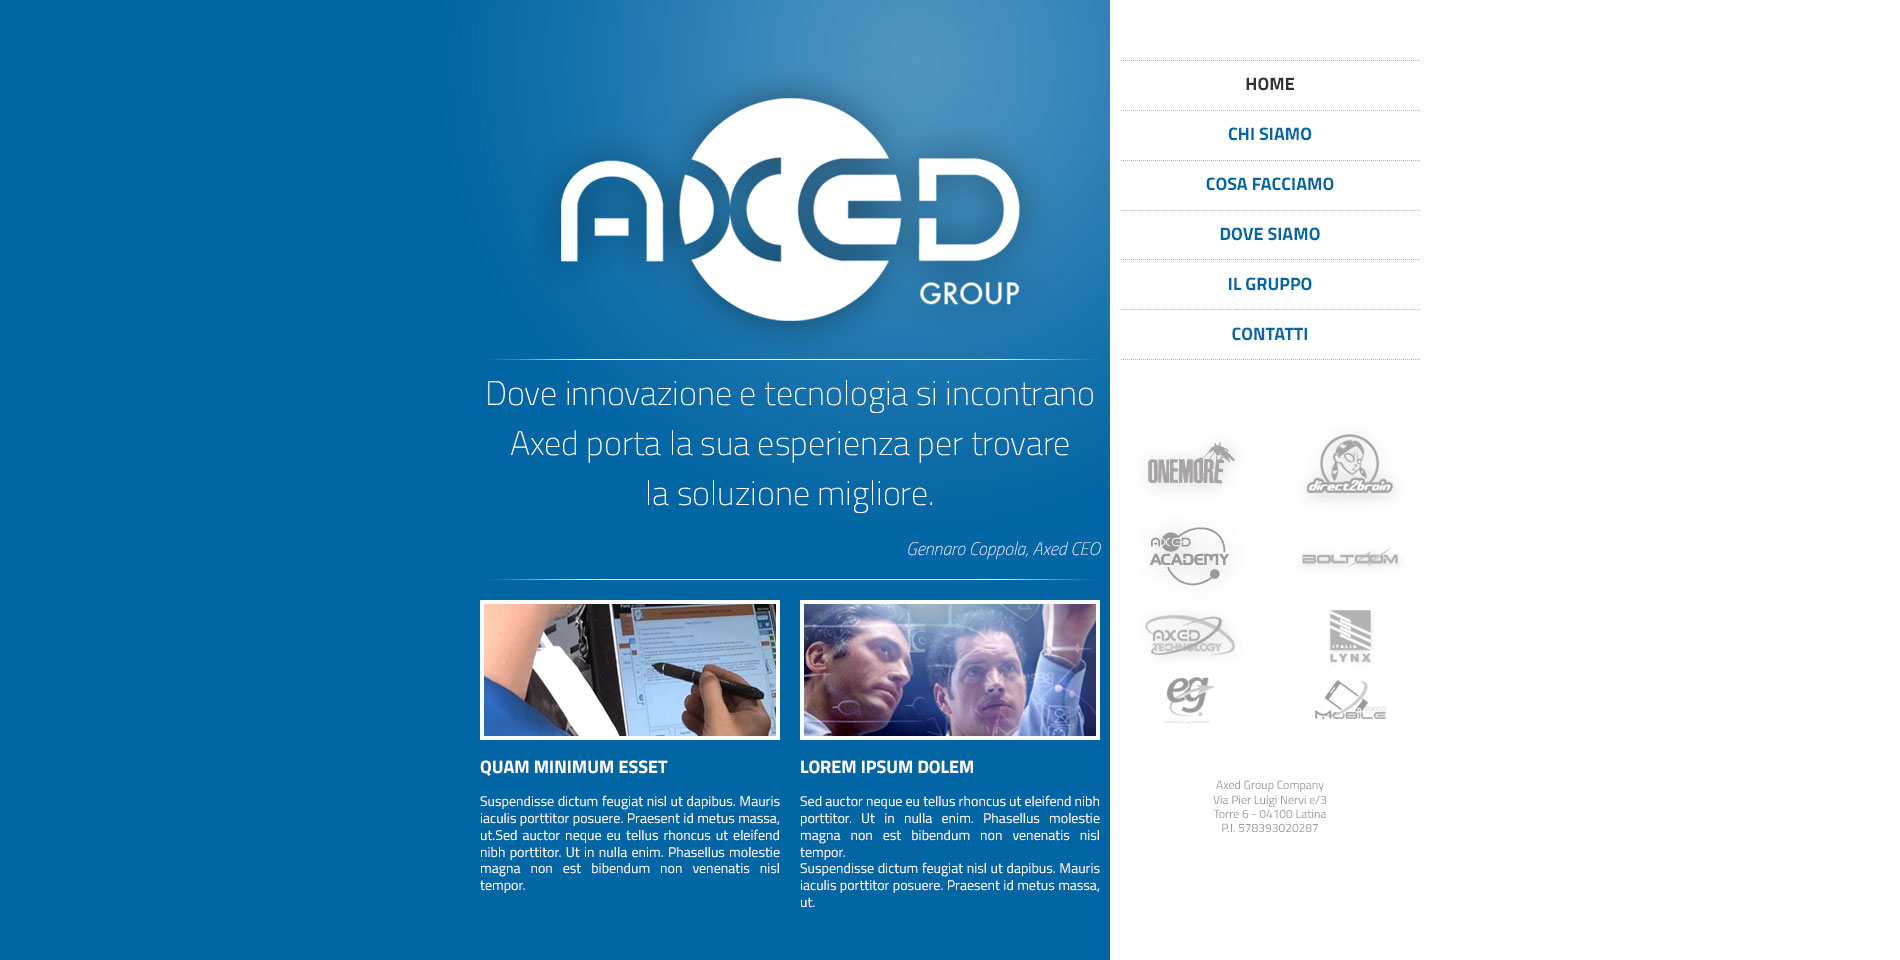 AXED
GROUP
Dove innovazione e tecnologia si incontrano
Axed porta la sua esperienza per trovare
la soluzione migliore.
Gennaro Coppola, Axed CEO
QUAM MINIMUM ESSET
Suspendisse dictum feugiat nisl ut dapibus. Mauris
iaculis porttitor posuere. Praesent id metus massa,
ut.Sed auctor neque eu tellus rhoncus ut eleifend
nibh porttitor. Ut in nulla enim. Phasellus molestie
magna non est bibendum non venenatis nisl
tempor.
LOREM IPSUM DOLEM
Sed auctor neque eu tellus rhoncus ut eleifend nibh
porttitor. Ut in nulla enim. Phasellus molestie
magna non est bibendum non venenatis nisl
tempor.
Suspendisse dictum feugiat nisl ut dapibus. Mauris
iaculis porttitor posuere. Praesent id metus massa,
ut.
HOME
CHI SIAMO
COSA FACCIAMO
DOVE SIAMO
IL GRUPPO
CONTATTI
ONEMORE
direct2brain
AXED
ACADEMY
BOLTCOM
AXED
TECHNOLOGY
ITALIA
LYNX
eg
AXED
MOBILE
Axed Group Company
Via Pier Luigi Nervi e/3
Torre 6 - 04100 Latina
P.I. 578393020287